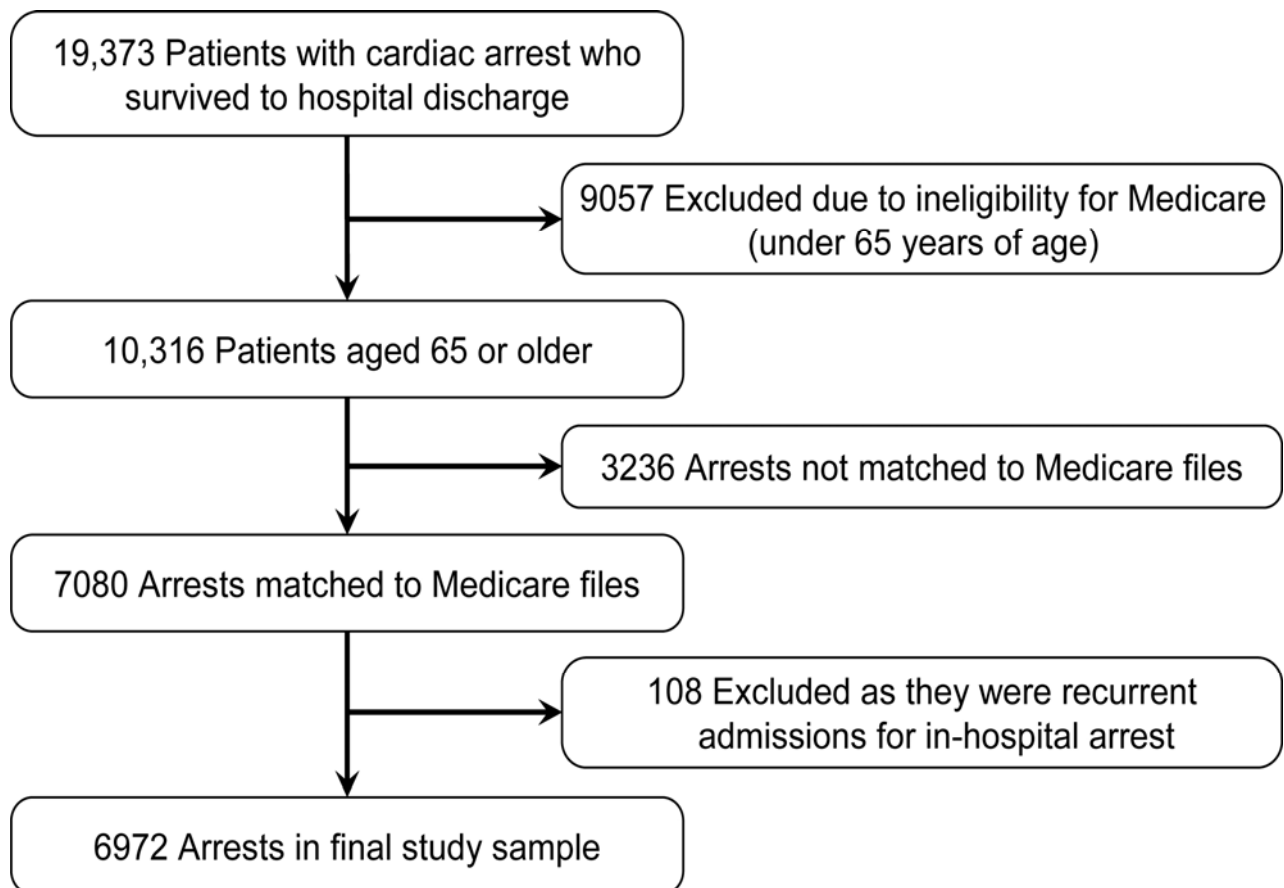 19,373 Patients with cardiac arrest who
survived to hospital discharge
9057 Excluded due to ineligibility for Medicare
(under 65 years of age)
10,316 Patients aged 65 or older
3236 Arrests not matched to Medicare files
7080 Arrests matched to Medicare files
108 Excluded as they were recurrent
admissions for in-hospital arrest
6972 Arrests in final study sample